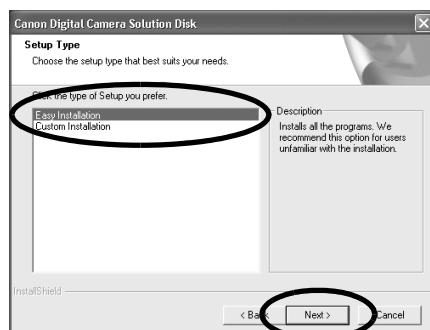 Canon Digital Camera Solution Disk
Setup Type
Choose the setup type that best suits your needs.
Click the type of Setup you prefer.
Easy Installation
Custom Installation
Description
Installs all the programs. We
recommend this option for users
unfamiliar with the installation.
InstallShield
< Back
Next >
Cancel